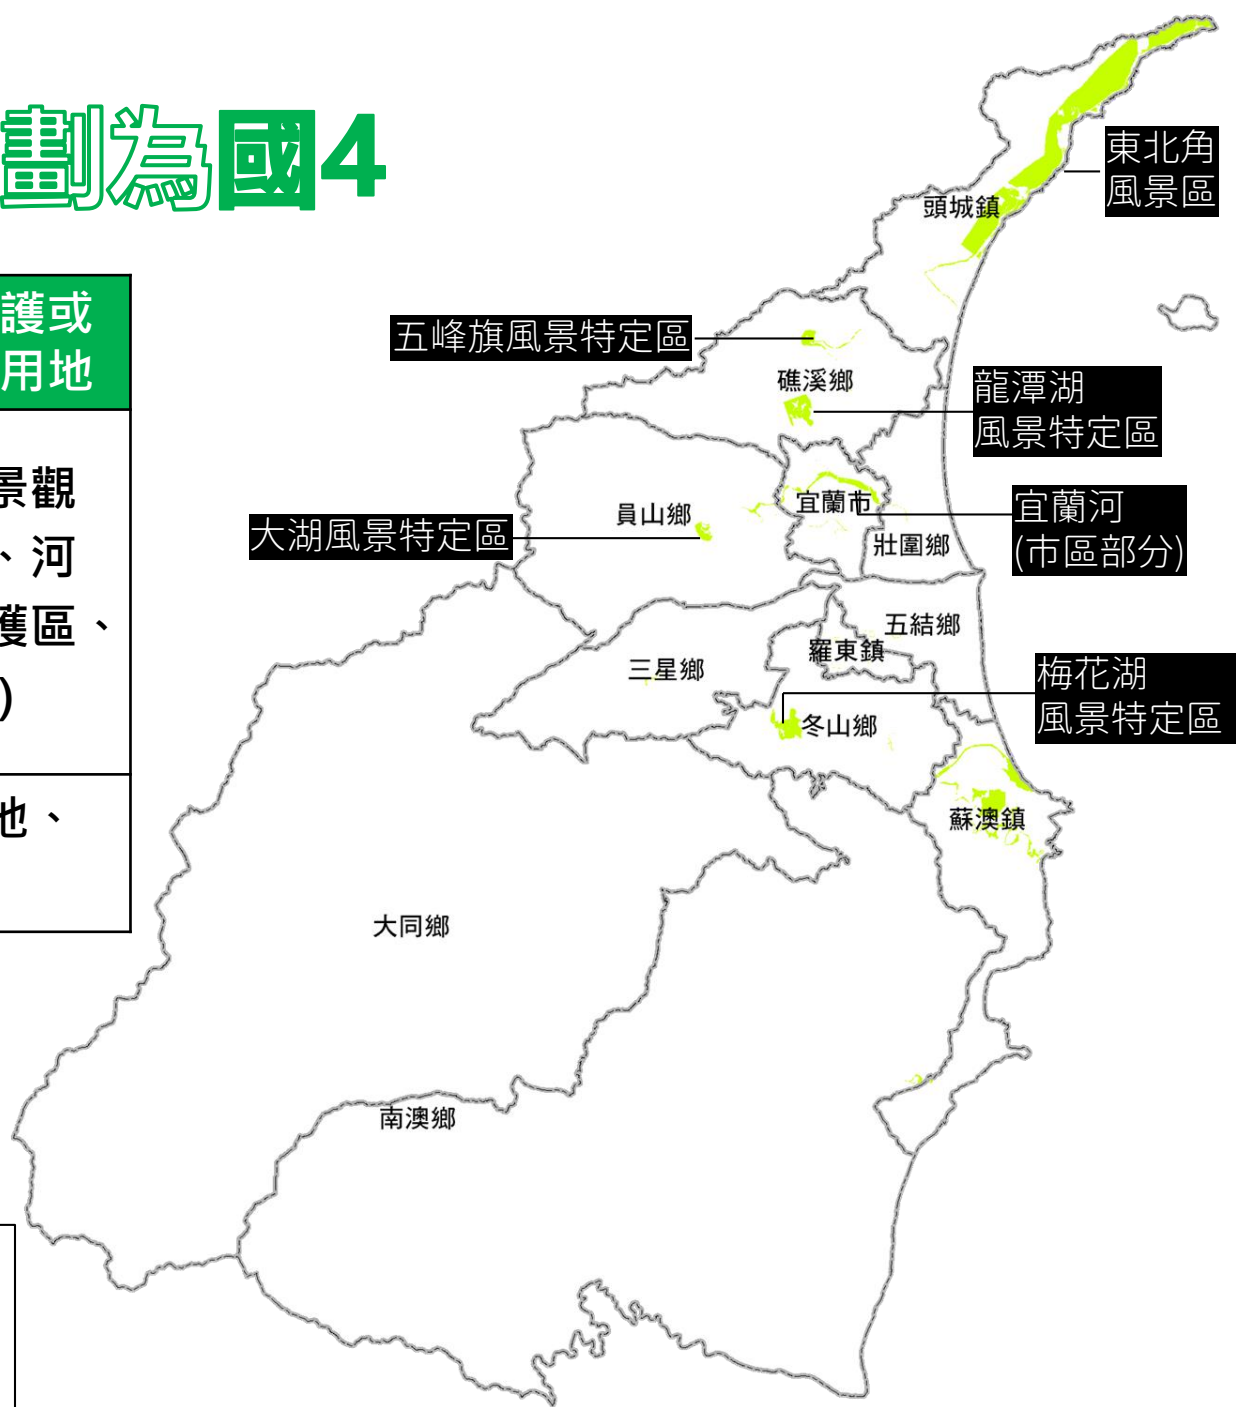 劃為國4
護或
用地
景觀
、河
護區、
)
地、
東北角
風景區
頭城鎮
五峰旗風景特定區
礁溪鄉
龍潭湖
風景特定區
宜蘭市
員山鄉
宜蘭河
(市區部分)
大湖風景特定區
壯圍鄉
五結鄉
羅東鎮
三星鄉
梅花湖
風景特定區
冬山鄉
蘇澳鎮
大同鄉
南澳鄉